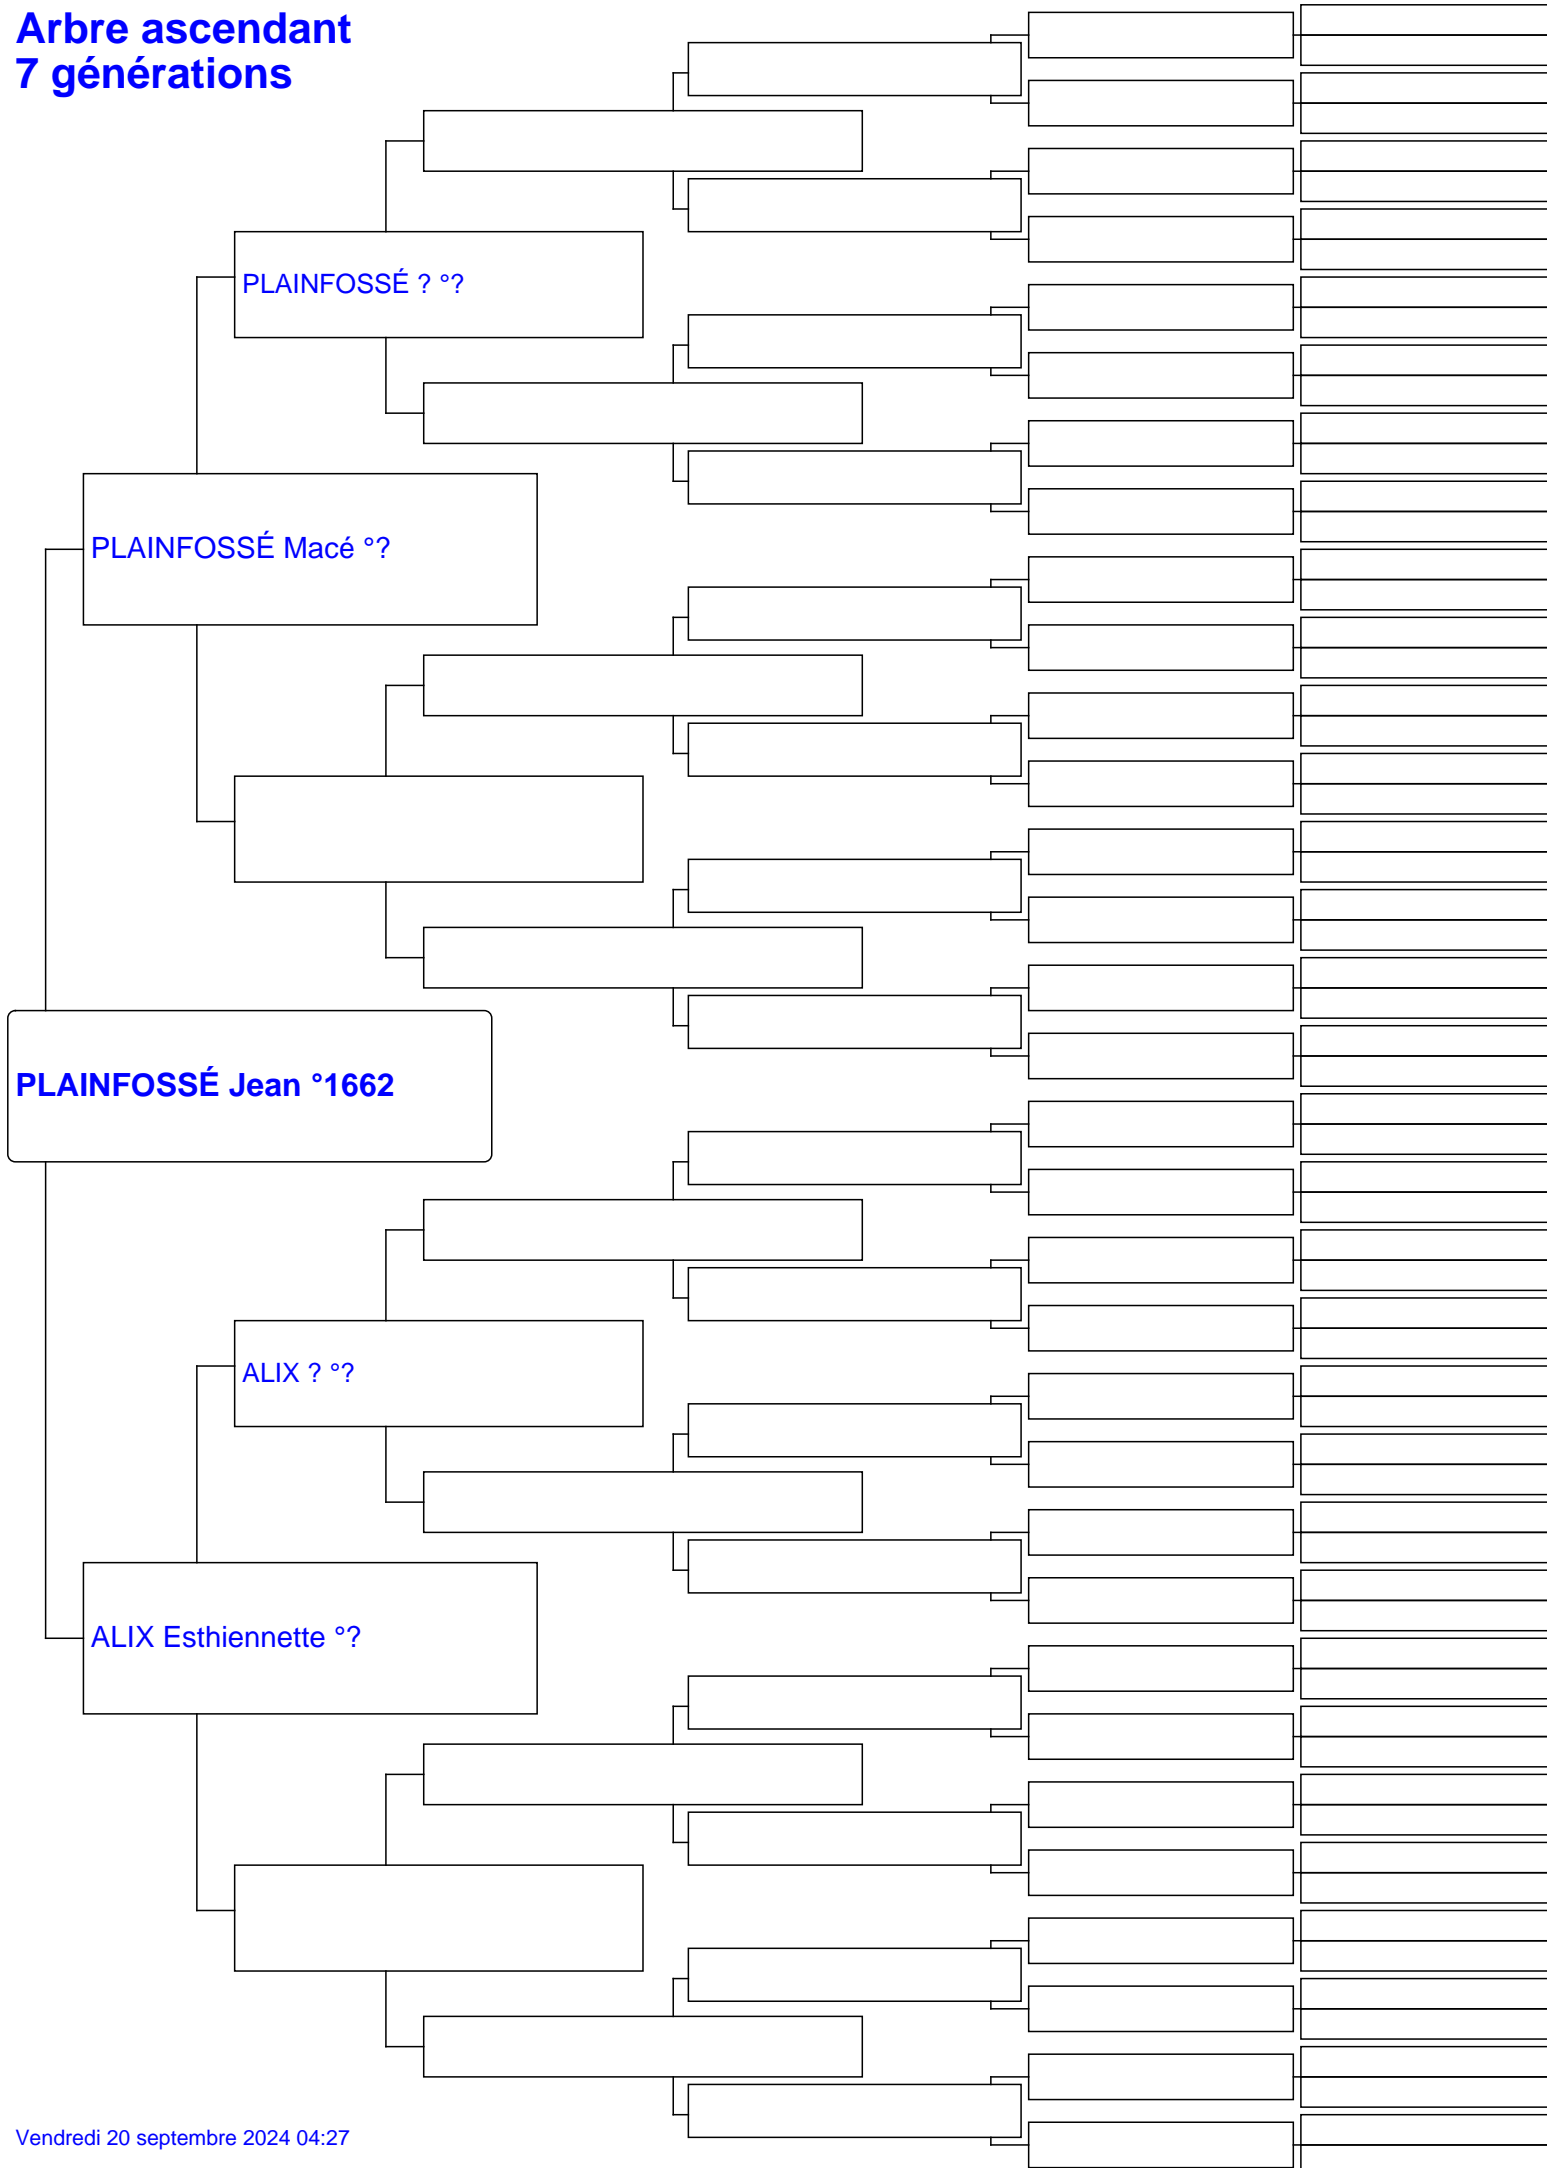 Arbre ascendant
7 générations
PLAINFOSSÉ ? °?
PLAINFOSSÉ Macé °?
PLAINFOSSÉ Jean °1662
ALIX ? °?
ALIX Esthiennette °?
Vendredi 20 septembre 2024 04:27